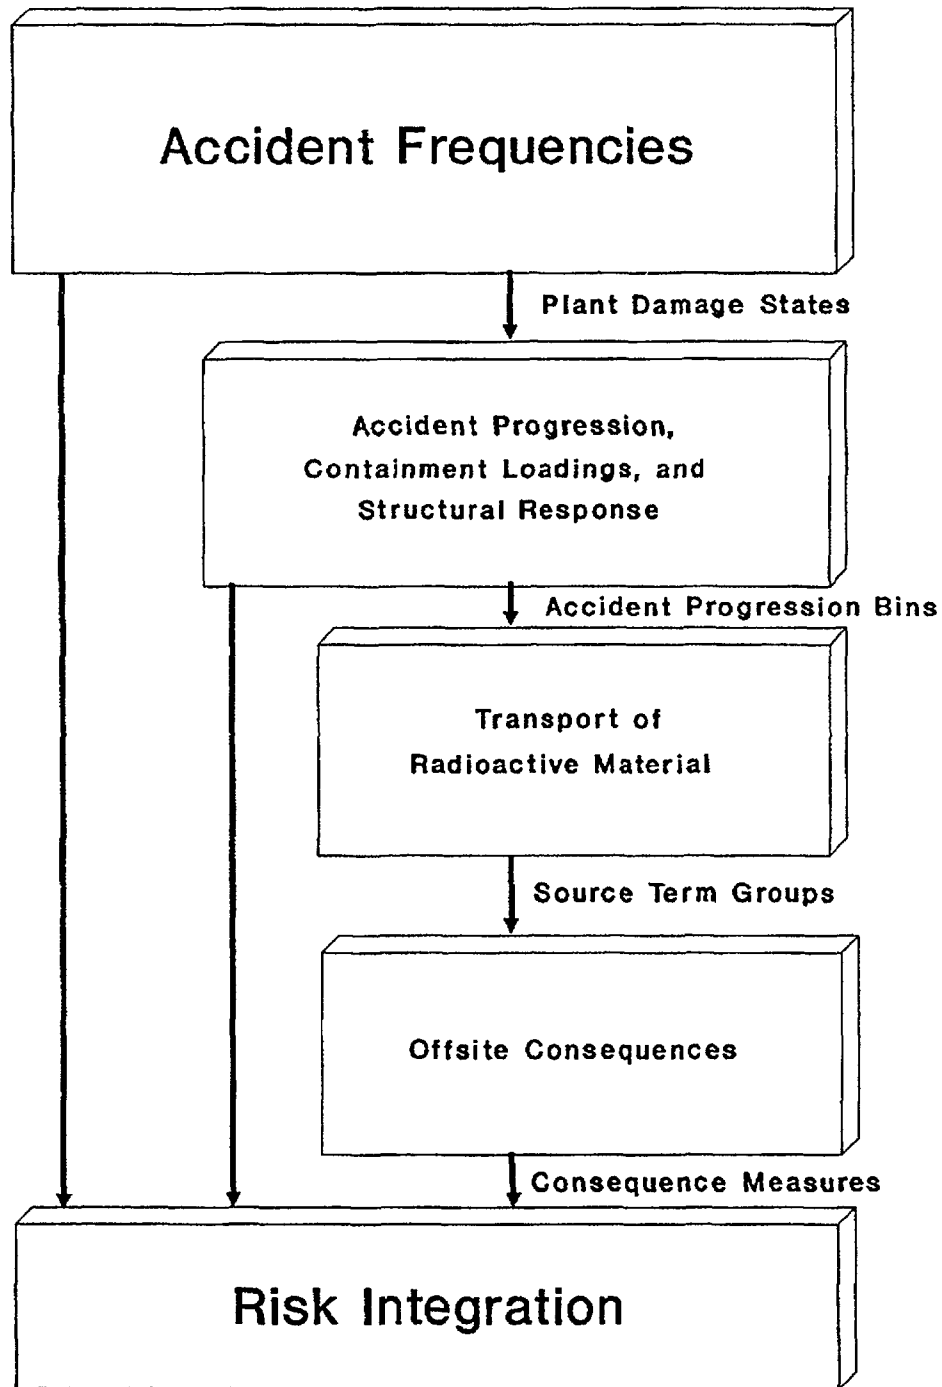 Accident Frequencies
Plant Damage States
Accident Progression,
Containment Loadings, and
Structural Response
Accident Progression Bins
Transport of
Radioactive Material
Source Term Groups
Offsite Consequences
Consequence Measures
Risk Integration